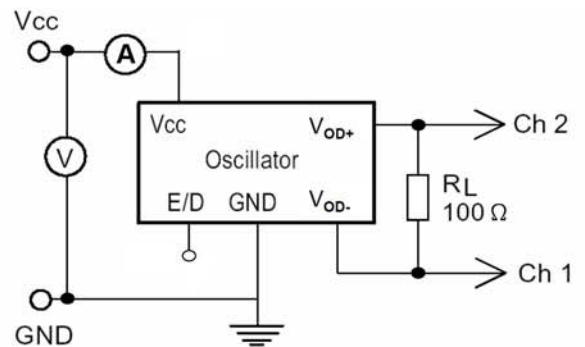 Vcc
A
Vcc
V_OD+
Ch 2
Oscillator
V
E/D
GND
V_OD-
R_L
100 Ω
Ch 1
GND